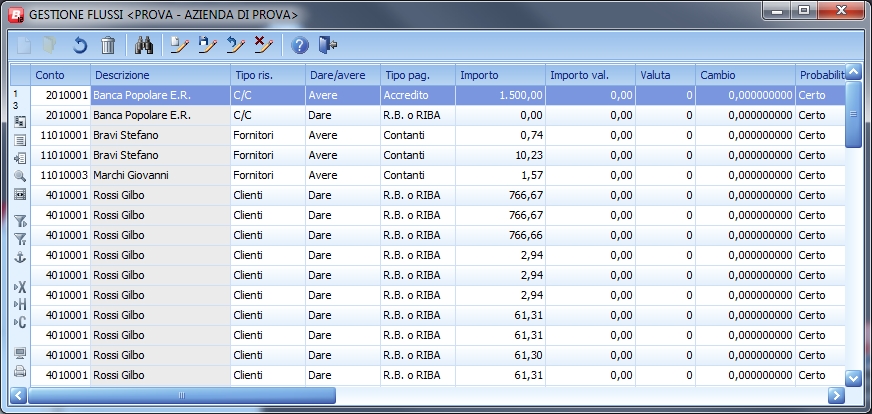 GESTIONE FLUSSI <PROVA - AZIENDA DI PROVA>
Conto Descrizione Tipo ris. Dare/avere Tipo pag. Importo Importo val. Valuta Cambio Probabilit
1
3
2010001 Banca Popolare E.R. C/C Avere Accredito 1.500,00 0,00 0 0,000000000 Certo
2010001 Banca Popolare E.R. C/C Dare R.B. o RIBA 0,00 0,00 0 0,000000000 Certo
11010001 Bravi Stefano Fornitori Avere Contanti 0,74 0,00 0 0,000000000 Certo
11010001 Bravi Stefano Fornitori Avere Contanti 10,23 0,00 0 0,000000000 Certo
11010003 Marchi Giovanni Fornitori Avere Contanti 1,57 0,00 0 0,000000000 Certo
4010001 Rossi Gilbo Clienti Dare R.B. o RIBA 766,67 0,00 0 0,000000000 Certo
4010001 Rossi Gilbo Clienti Dare R.B. o RIBA 766,67 0,00 0 0,000000000 Certo
4010001 Rossi Gilbo Clienti Dare R.B. o RIBA 766,66 0,00 0 0,000000000 Certo
4010001 Rossi Gilbo Clienti Dare R.B. o RIBA 2,94 0,00 0 0,000000000 Certo
4010001 Rossi Gilbo Clienti Dare R.B. o RIBA 2,94 0,00 0 0,000000000 Certo
4010001 Rossi Gilbo Clienti Dare R.B. o RIBA 2,94 0,00 0 0,000000000 Certo
4010001 Rossi Gilbo Clienti Dare R.B. o RIBA 61,31 0,00 0 0,000000000 Certo
4010001 Rossi Gilbo Clienti Dare R.B. o RIBA 61,31 0,00 0 0,000000000 Certo
4010001 Rossi Gilbo Clienti Dare R.B. o RIBA 61,30 0,00 0 0,000000000 Certo
4010001 Rossi Gilbo Clienti Dare R.B. o RIBA 61,31 0,00 0 0,000000000 Certo
X
H
C